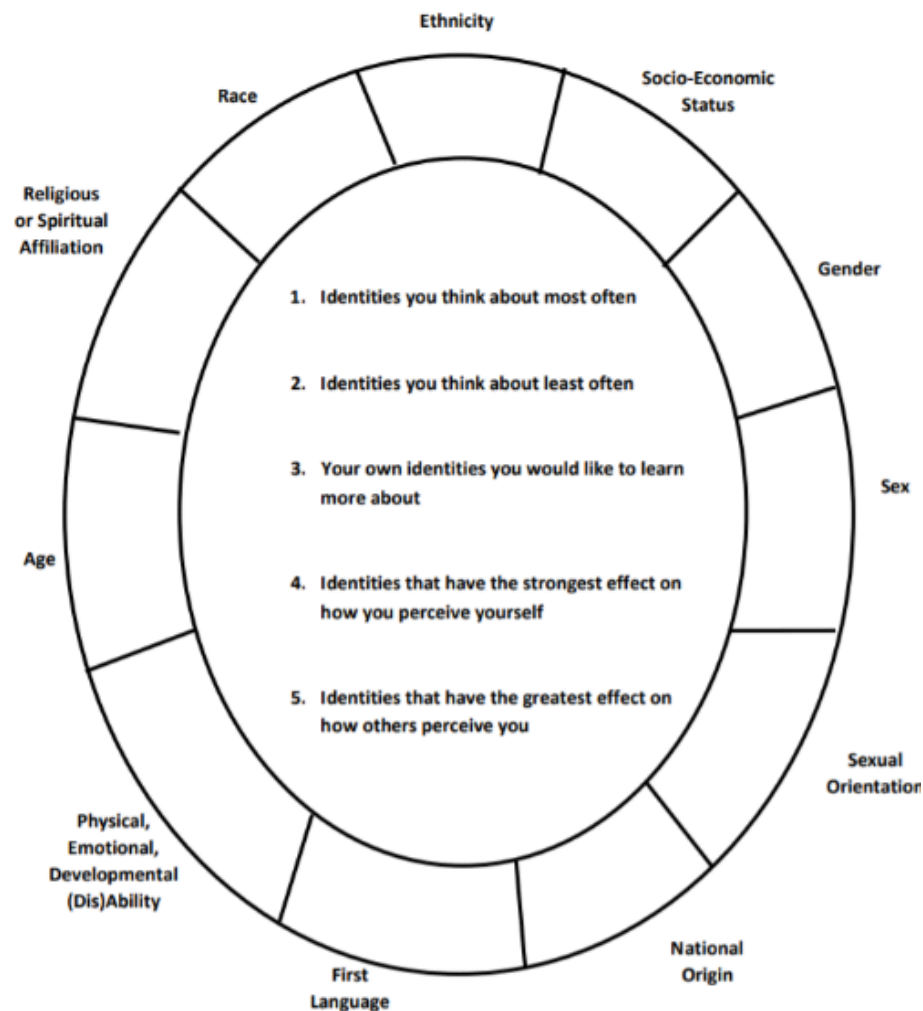 Ethnicity
Socio-Economic
Status
Race
Religious
or Spiritual
Affiliation
Gender
1. Identities you think about most often
2. Identities you think about least often
3. Your own identities you would like to learn
more about
Sex
Age
4. Identities that have the strongest effect on
how you perceive yourself
5. Identities that have the greatest effect on
how others perceive you
Sexual
Orientation
Physical,
Emotional,
Developmental
(Dis)Ability
National
Origin
First
Language